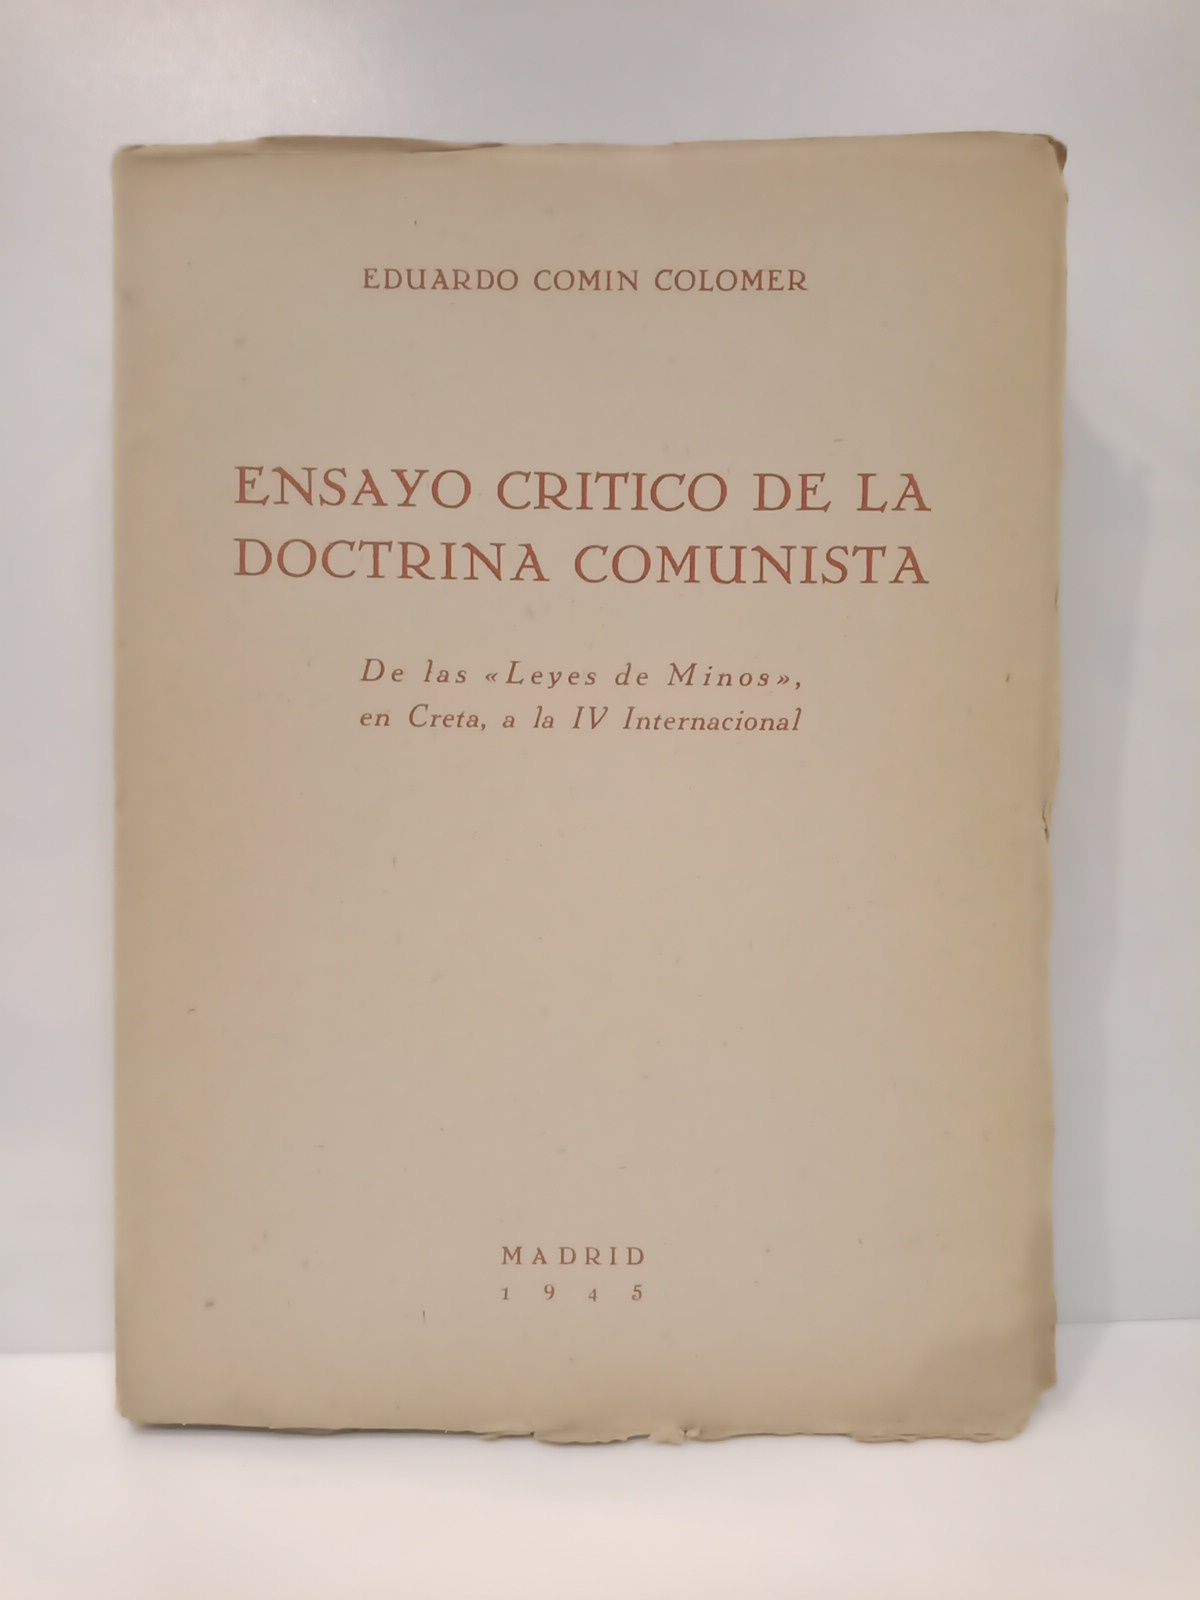 EDUARDO COMIN COLOMER
ENSAYO CRITICO DE LA
DOCTRINA COMUNISTA
De las «Leyes de Minos»,
en Creta, a la IV Internacional
MADRID
1945